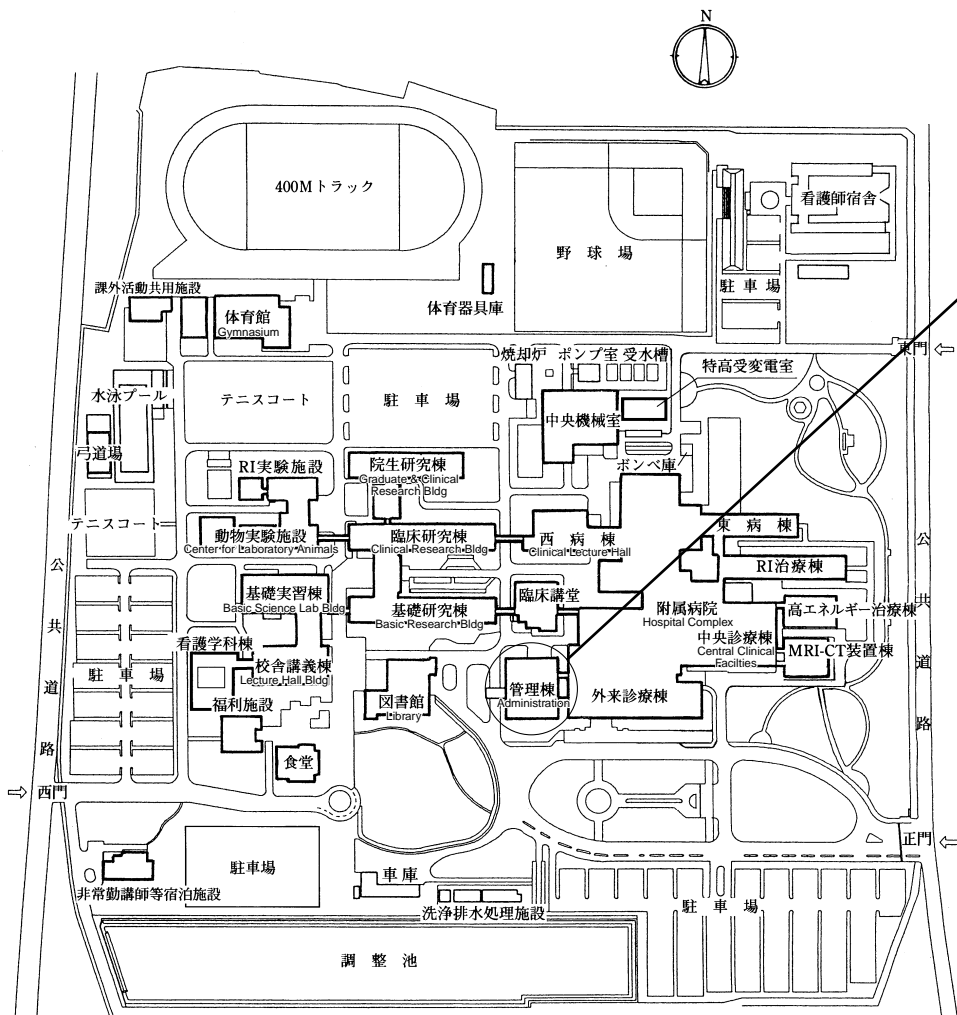 N
400Mトラック
野球場
看護師宿舎
駐車場
課外活動共用施設
体育館
Gymnasium
体育器具庫
東門
焼却炉
ポンプ室
受水槽
特高受変電室
水泳プール
テニスコート
駐車場
中央機械室
弓道場
RI実験施設
院生研究棟
Graduate & Clinical
Research Bldg
ボンベ庫
テニスコート
動物実験施設
Center for Laboratory Animals
臨床研究棟
Clinical Research Bldg
西病棟
Clinical Lecture Hall
東病棟
RI治療棟
公共道路
公共道路
基礎実習棟
Basic Science Lab Bldg
基礎研究棟
Basic Research Bldg
臨床講堂
附属病院
Hospital Complex
高エネルギー治療棟
中央診療棟
Central Clinical
Facilties
MRI-CT装置棟
看護学科棟
駐車場
校舎講義棟
Lecture Hall Bldg
福利施設
図書館
Library
管理棟
Administration
外来診療棟
食堂
西門
正門
駐車場
車庫
非常勤講師等宿泊施設
洗浄排水処理施設
駐車場
調整池